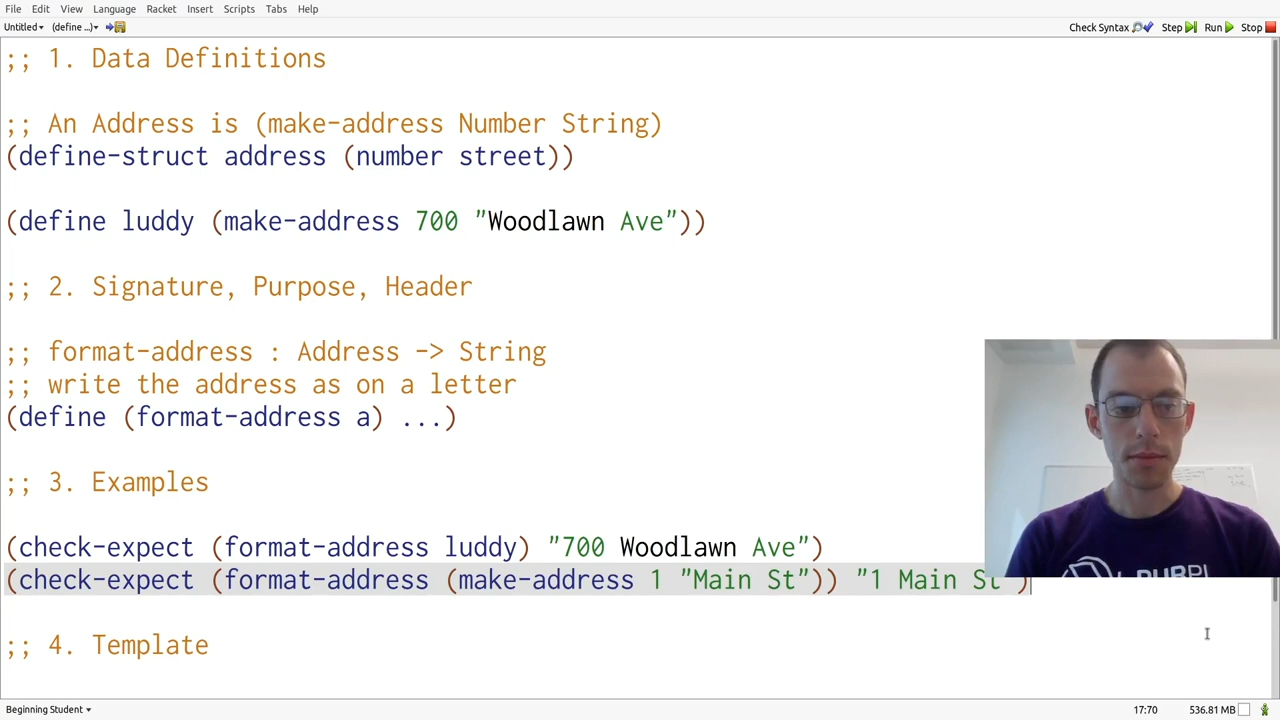 File Edit View Language Racket Insert Scripts Tabs Help
Untitled (define ...) Check Syntax Step Run Stop
;; 1. Data Definitions
;; An Address is (make-address Number String)
(define-struct address (number street))
(define luddy (make-address 700 "Woodlawn Ave"))
;; 2. Signature, Purpose, Header
;; format-address : Address -> String
;; write the address as on a letter
(define (format-address a) ...)
;; 3. Examples
(check-expect (format-address luddy) "700 Woodlawn Ave")
(check-expect (format-address (make-address 1 "Main St")) "1 Main St")
;; 4. Template
Beginning Student 17:70 536.81 MB